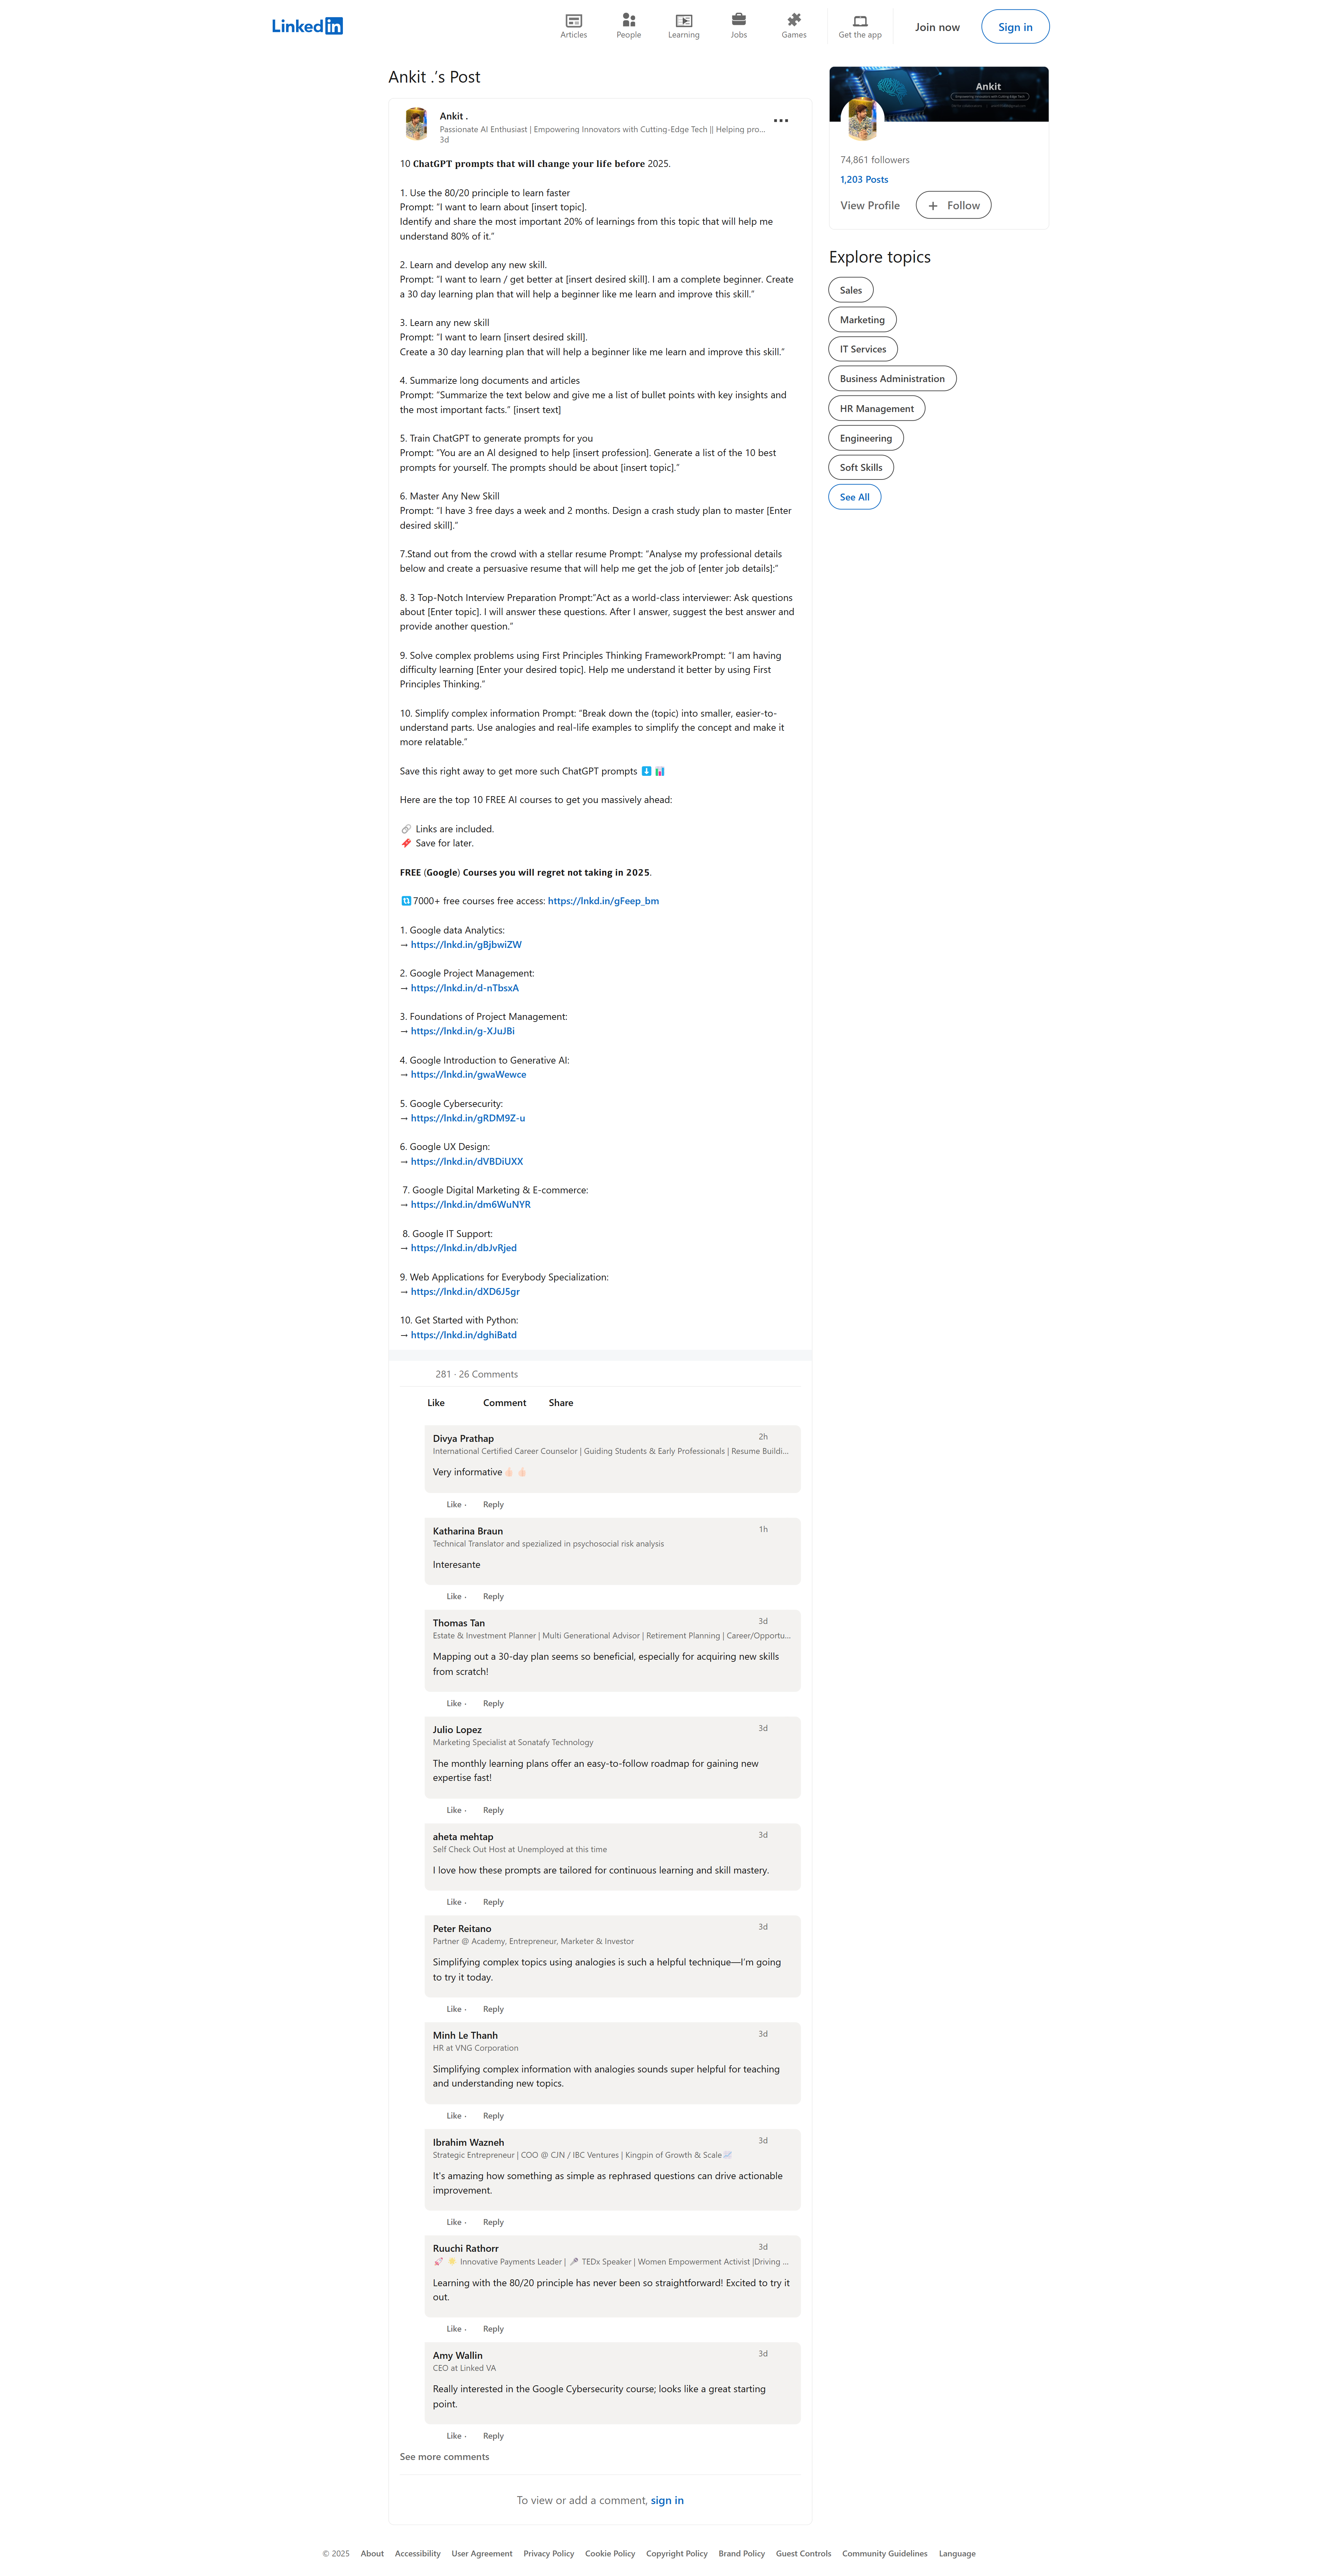 LinkedIn
Articles
People
Learning
Jobs
Games
Get the app
Join now
Sign in
Ankit .’s Post
Ankit .
Passionate AI Enthusiast | Empowering Innovators with Cutting-Edge Tech || Helping pro...
3d
10 ChatGPT prompts that will change your life before 2025.
1. Use the 80/20 principle to learn faster
Prompt: “I want to learn about [insert topic].
Identify and share the most important 20% of learnings from this topic that will help me
understand 80% of it.”
2. Learn and develop any new skill.
Prompt: “I want to learn / get better at [insert desired skill]. I am a complete beginner. Create
a 30 day learning plan that will help a beginner like me learn and improve this skill.”
3. Learn any new skill
Prompt: “I want to learn [insert desired skill].
Create a 30 day learning plan that will help a beginner like me learn and improve this skill.”
4. Summarize long documents and articles
Prompt: “Summarize the text below and give me a list of bullet points with key insights and
the most important facts.” [insert text]
5. Train ChatGPT to generate prompts for you
Prompt: “You are an AI designed to help [insert profession]. Generate a list of the 10 best
prompts for yourself. The prompts should be about [insert topic].”
6. Master Any New Skill
Prompt: “I have 3 free days a week and 2 months. Design a crash study plan to master [Enter
desired skill].”
7.Stand out from the crowd with a stellar resume Prompt: “Analyse my professional details
below and create a persuasive resume that will help me get the job of [enter job details]:”
8. 3 Top-Notch Interview Preparation Prompt:“Act as a world-class interviewer: Ask questions
about [Enter topic]. I will answer these questions. After I answer, suggest the best answer and
provide another question.”
9. Solve complex problems using First Principles Thinking FrameworkPrompt: “I am having
difficulty learning [Enter your desired topic]. Help me understand it better by using First
Principles Thinking.”
10. Simplify complex information Prompt: “Break down the (topic) into smaller, easier-to-
understand parts. Use analogies and real-life examples to simplify the concept and make it
more relatable.”
Save this right away to get more such ChatGPT prompts ⬇️ 📊
Here are the top 10 FREE AI courses to get you massively ahead:
🔗 Links are included.
🔖 Save for later.
FREE (Google) Courses you will regret not taking in 2025.
7000+ free courses free access: https://lnkd.in/gFeep_bm
1. Google data Analytics:
→ https://lnkd.in/gBjbwiZW
2. Google Project Management:
→ https://lnkd.in/d-nTbsxA
3. Foundations of Project Management:
→ https://lnkd.in/g-XJuJBi
4. Google Introduction to Generative AI:
→ https://lnkd.in/gwaWewce
5. Google Cybersecurity:
→ https://lnkd.in/gRDM9Z-u
6. Google UX Design:
→ https://lnkd.in/dVBDiUXX
7. Google Digital Marketing & E-commerce:
→ https://lnkd.in/dm6WuNYR
8. Google IT Support:
→ https://lnkd.in/dbJvRjed
9. Web Applications for Everybody Specialization:
→ https://lnkd.in/dXD6J5gr
10. Get Started with Python:
→ https://lnkd.in/dghiBatd
281 · 26 Comments
Like Comment Share
Divya Prathap 2h
International Certified Career Counselor | Guiding Students & Early Professionals | Resume Buildi...
Very informative👍🏻 👍🏻
Like · Reply
Katharina Braun 1h
Technical Translator and spezialized in psychosocial risk analysis
Interesante
Like · Reply
Thomas Tan 3d
Estate & Investment Planner | Multi Generational Advisor | Retirement Planning | Career/Opportu...
Mapping out a 30-day plan seems so beneficial, especially for acquiring new skills
from scratch!
Like · Reply
Julio Lopez 3d
Marketing Specialist at Sonatafy Technology
The monthly learning plans offer an easy-to-follow roadmap for gaining new
expertise fast!
Like · Reply
aheta mehtap 3d
Self Check Out Host at Unemployed at this time
I love how these prompts are tailored for continuous learning and skill mastery.
Like · Reply
Peter Reitano 3d
Partner @ Academy, Entrepreneur, Marketer & Investor
Simplifying complex topics using analogies is such a helpful technique—I’m going
to try it today.
Like · Reply
Minh Le Thanh 3d
HR at VNG Corporation
Simplifying complex information with analogies sounds super helpful for teaching
and understanding new topics.
Like · Reply
Ibrahim Wazneh 3d
Strategic Entrepreneur | COO @ CJN / IBC Ventures | Kingpin of Growth & Scale📈
It's amazing how something as simple as rephrased questions can drive actionable
improvement.
Like · Reply
Ruuchi Rathorr 3d
🚀 🌟 Innovative Payments Leader | 🎤 TEDx Speaker | Women Empowerment Activist |Driving ...
Learning with the 80/20 principle has never been so straightforward! Excited to try it
out.
Like · Reply
Amy Wallin 3d
CEO at Linked VA
Really interested in the Google Cybersecurity course; looks like a great starting
point.
Like · Reply
See more comments
To view or add a comment, sign in
Ankit
74,861 followers
1,203 Posts
View Profile
+ Follow
Explore topics
Sales
Marketing
IT Services
Business Administration
HR Management
Engineering
Soft Skills
See All
© 2025 About Accessibility User Agreement Privacy Policy Cookie Policy Copyright Policy Brand Policy Guest Controls Community Guidelines Language